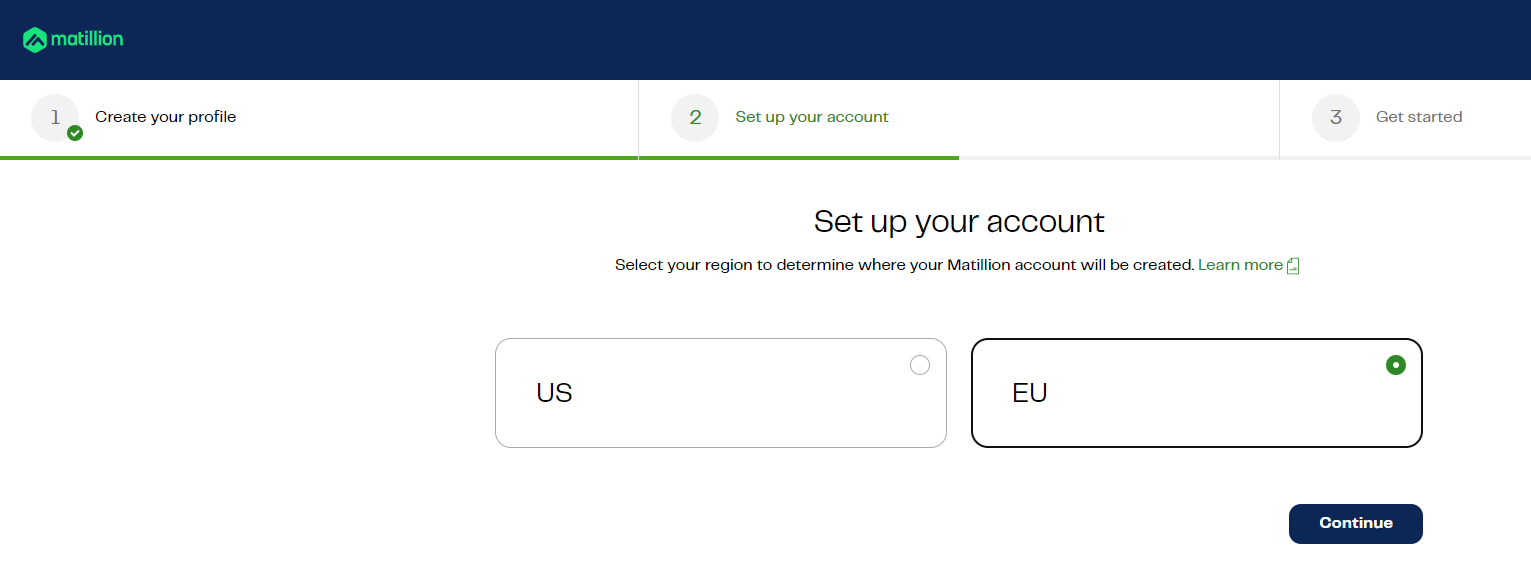 matillion
1 Create your profile
2 Set up your account
3 Get started
Set up your account
Select your region to determine where your Matillion account will be created. Learn more
US
EU
Continue